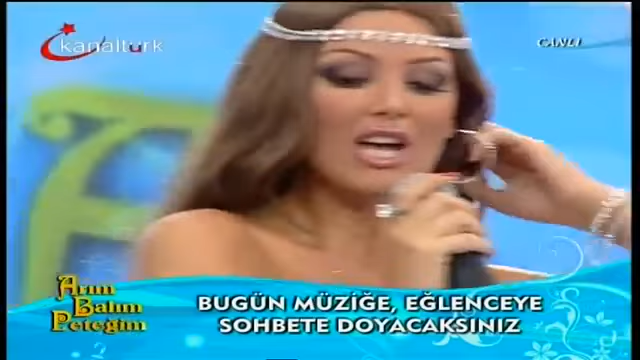 kanaltürk
CANLI
Arım
Balım
Peteğim
BUGÜN MÜZİĞE, EĞLENCEYE
SOHBETE DOYACAKSINIZ